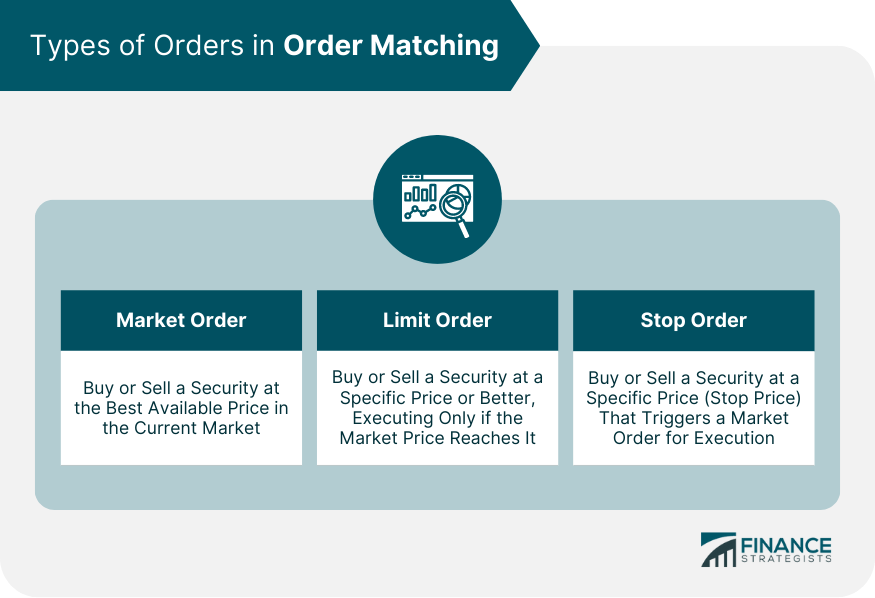 Types of Orders in Order Matching
Market Order
Buy or Sell a Security at
the Best Available Price in
the Current Market
Limit Order
Buy or Sell a Security at a
Specific Price or Better,
Executing Only if the
Market Price Reaches It
Stop Order
Buy or Sell a Security at a
Specific Price (Stop Price)
That Triggers a Market
Order for Execution
FINANCE
STRATEGISTS